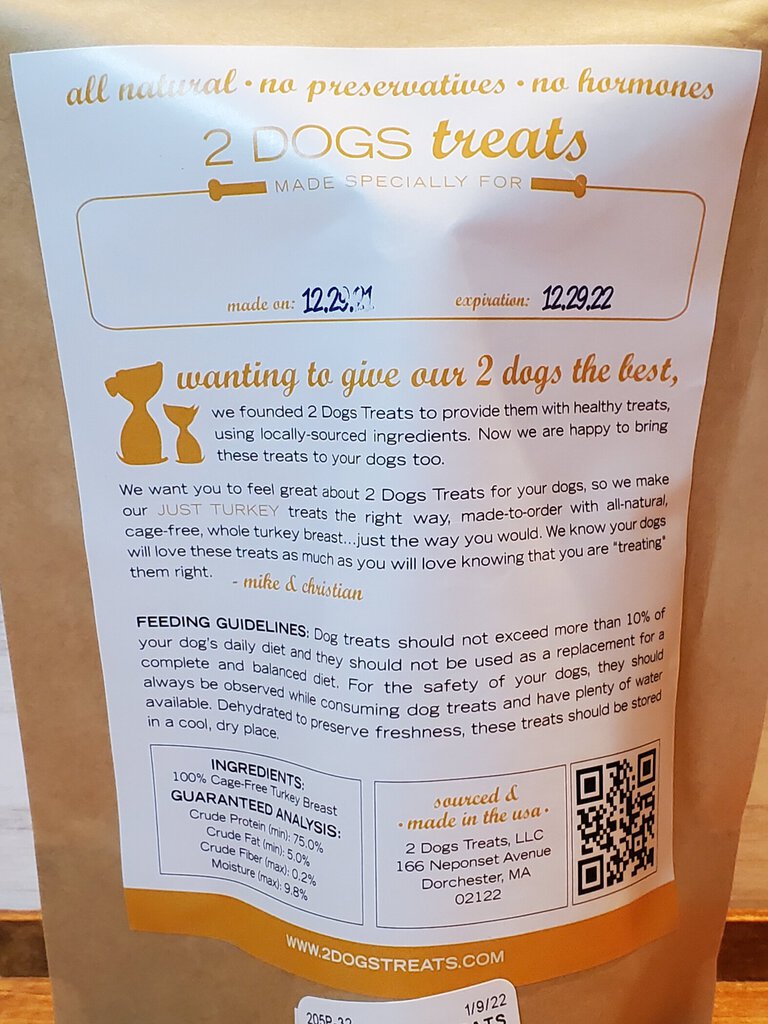 all natural • no preservatives • no hormones
2 DOGS treats
MADE SPECIALLY FOR
made on: 12.29.21 expiration: 12.29.22
wanting to give our 2 dogs the best,
we founded 2 Dogs Treats to provide them with healthy treats,
using locally-sourced ingredients. Now we are happy to bring
these treats to your dogs too.
We want you to feel great about 2 Dogs Treats for your dogs, so we make
our JUST TURKEY treats the right way, made-to-order with all-natural,
cage-free, whole turkey breast...just the way you would. We know your dogs
will love these treats as much as you will love knowing that you are "treating"
them right.
- mike & christian
FEEDING GUIDELINES: Dog treats should not exceed more than 10% of
your dog's daily diet and they should not be used as a replacement for a
complete and balanced diet. For the safety of your dogs, they should
always be observed while consuming dog treats and have plenty of water
available. Dehydrated to preserve freshness, these treats should be stored
in a cool, dry place.
INGREDIENTS:
100% Cage-Free Turkey Breast
GUARANTEED ANALYSIS:
Crude Protein (min): 75.0%
Crude Fat (min): 5.0%
Crude Fiber (max): 0.2%
Moisture (max): 9.8%
sourced &
• made in the usa •
2 Dogs Treats, LLC
166 Neponset Avenue
Dorchester, MA
02122
WWW.2DOGSTREATS.COM
1/9/22